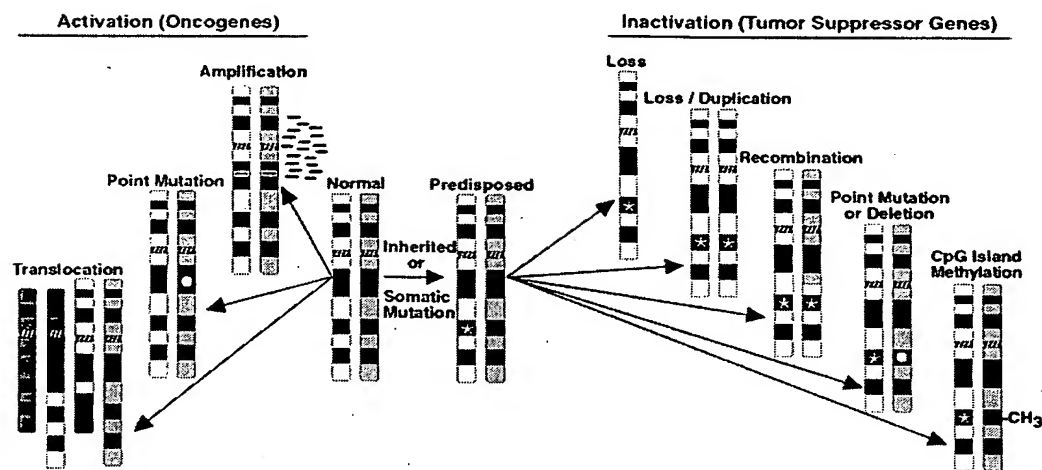 Activation (Oncogenes)
Inactivation (Tumor Suppressor Genes)
Amplification
Loss
Loss / Duplication
Recombination
Point Mutation
Normal
Predisposed
Point Mutation
or Deletion
Inherited
or
Somatic
Mutation
Translocation
CpG Island
Methylation
CH3